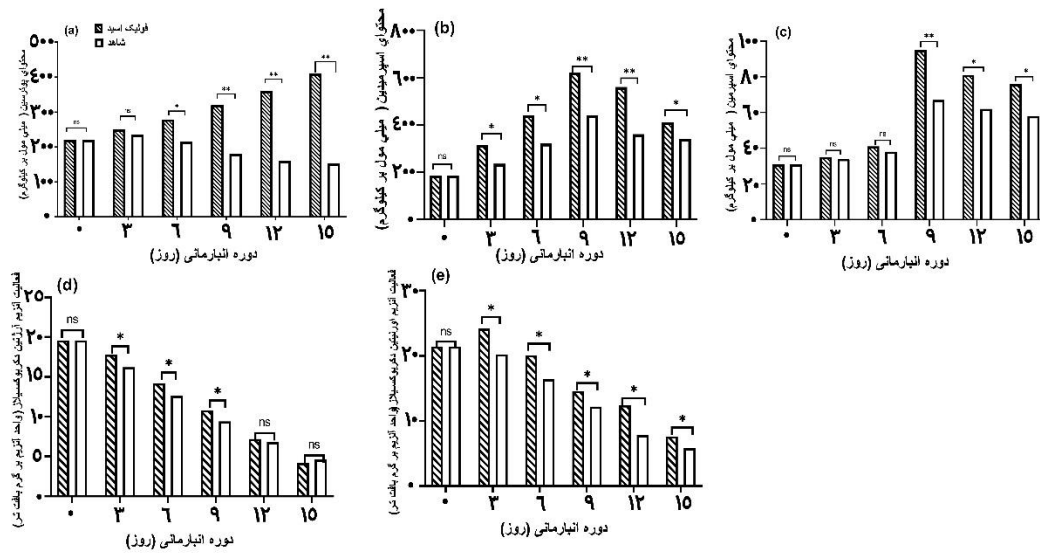 (a)
فولیک اسید
شاهد
محتوای پوترسین ( میلی مول بر کیلوگرم)
۵۰۰
۴۰۰
۳۰۰
۲۰۰
۱۰۰
۰
ns
ns
*
**
**
**
۰ ۳ ۶ ۹ ۱۲ ۱۵
دوره انبارمانی (روز)
(b)
محتوای اسپرمیدین ( میلی مول بر کیلوگرم)
۸۰۰
۶۰۰
۴۰۰
۲۰۰
۰
ns
*
*
**
**
*
۰ ۳ ۶ ۹ ۱۲ ۱۵
دوره انبارمانی (روز)
(c)
محتوای اسپرمین ( میلی مول بر کیلوگرم)
۱۰۰
۸۰
۶۰
۴۰
۲۰
۰
ns
ns
ns
**
*
*
۰ ۳ ۶ ۹ ۱۲ ۱۵
دوره انبارمانی (روز)
(d)
فعالیت آنزیم آرژنین دکربوکسیلاز (واحد آنزیم بر گرم بافت تر)
۲۵
۲۰
۱۵
۱۰
۵
۰
ns
*
*
*
ns
ns
۰ ۳ ۶ ۹ ۱۲ ۱۵
دوره انبارمانی (روز)
(e)
فعالیت آنزیم اورنیتین دکربوکسیلاز (واحد آنزیم بر گرم بافت تر)
۳۰
۲۰
۱۰
۰
ns
*
*
*
*
*
۰ ۳ ۶ ۹ ۱۲ ۱۵
دوره انبارمانی (روز)